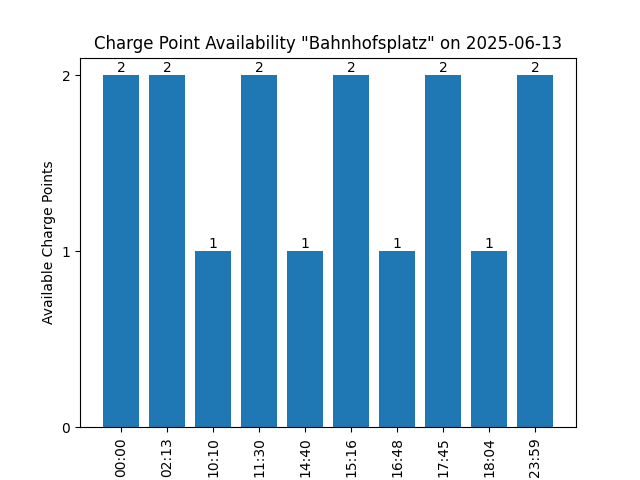 Charge Point Availability "Bahnhofsplatz" on 2025-06-13
2 2 1 2 1 2 1 2 1 2
2
1
0
Available Charge Points
00:00 02:13 10:10 11:30 14:40 15:16 16:48 17:45 18:04 23:59